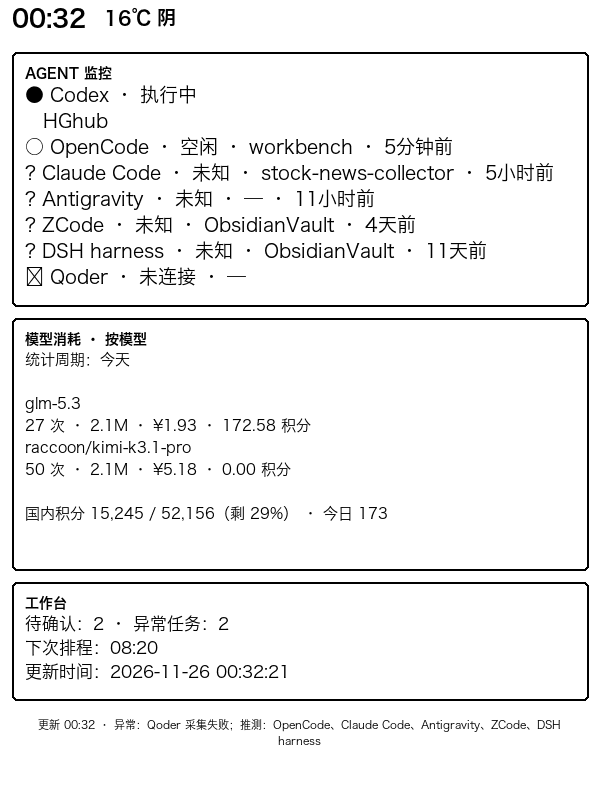 00:32 16℃ 阴
AGENT 监控
● Codex · 执行中
HGhub
○ OpenCode · 空闲 · workbench · 5分钟前
? Claude Code · 未知 · stock-news-collector · 5小时前
? Antigravity · 未知 · — · 11小时前
? ZCode · 未知 · ObsidianVault · 4天前
? DSH harness · 未知 · ObsidianVault · 11天前
☒ Qoder · 未连接 · —
模型消耗 · 按模型
统计周期: 今天
glm-5.3
27 次 · 2.1M · ¥1.93 · 172.58 积分
raccoon/kimi-k3.1-pro
50 次 · 2.1M · ¥5.18 · 0.00 积分
国内积分 15,245 / 52,156（剩 29%） · 今日 173
工作台
待确认: 2 · 异常任务: 2
下次排程: 08:20
更新时间: 2026-11-26 00:32:21
更新 00:32 · 异常: Qoder 采集失败; 推测: OpenCode、Claude Code、Antigravity、ZCode、DSH
harness